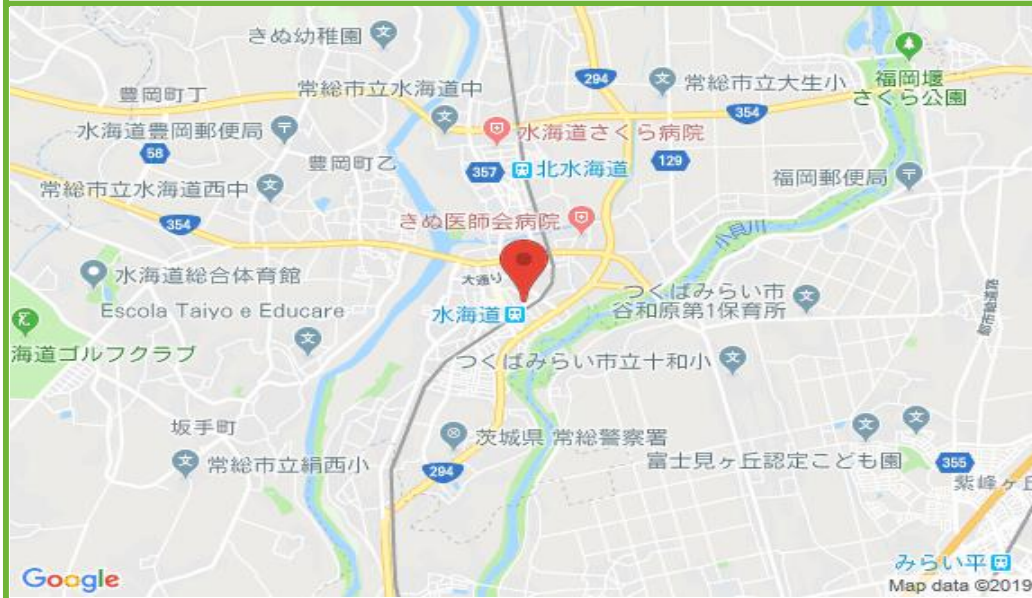 きぬ幼稚園
294
常総市立大生小
福岡堰
さくら公園
豊岡町丁
常総市立水海道中
354
水海道豊岡郵便局
水海道さくら病院
58
豊岡町乙
357
北水海道
129
福岡郵便局
常総市立水海道西中
354
きぬ医師会病院
小貝川
水海道総合体育館
大通り
つくばみらい市
谷和原第1保育所
Escola Taiyo e Educare
水海道
都市軸道路
海道ゴルフクラブ
つくばみらい市立十和小
坂手町
茨城県 常総警察署
常総市立絹西小
294
富士見ヶ丘認定こども園
355
紫峰ヶ丘
みらい平
Google
Map data ©2019